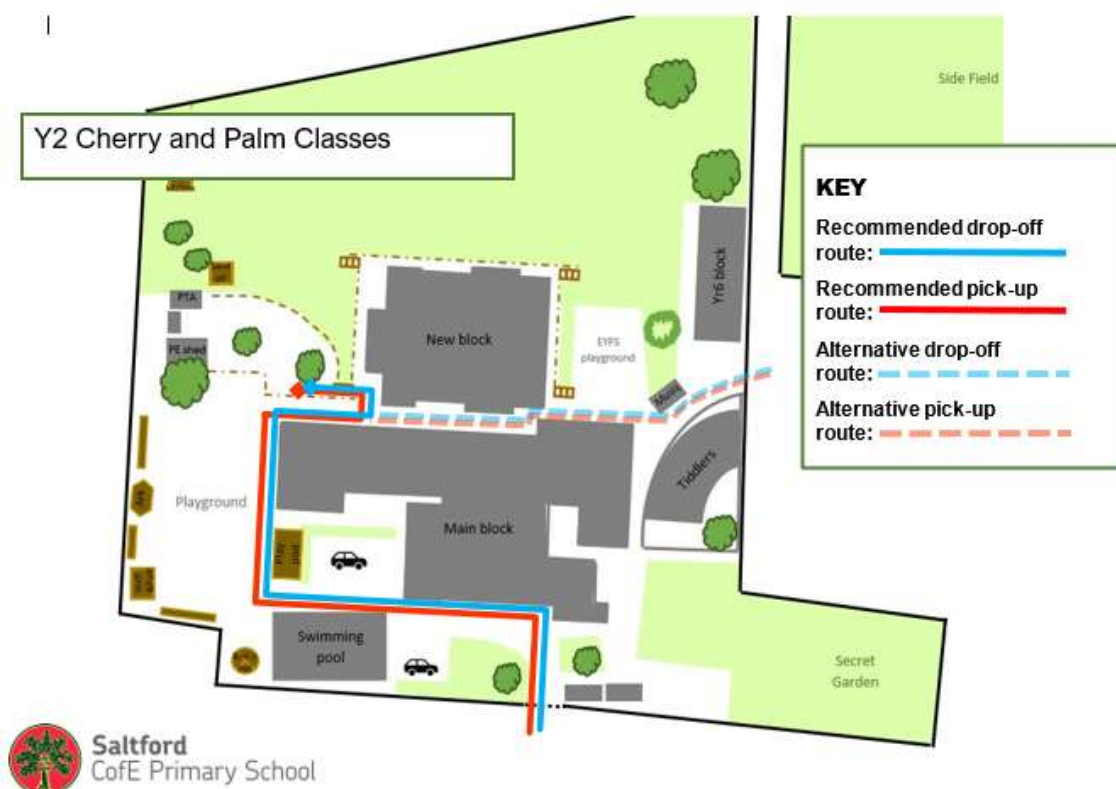 Y2 Cherry and Palm Classes
Side Field
KEY
Recommended drop-off
route:
Recommended pick-up
route:
Alternative drop-off
route:
Alternative pick-up
route:
Yr6 block
PTA
PE shed
New block
EYFS
playground
Music
Tiddlers
Playground
Main block
Swimming
pool
Secret
Garden
Saltford
CofE Primary School